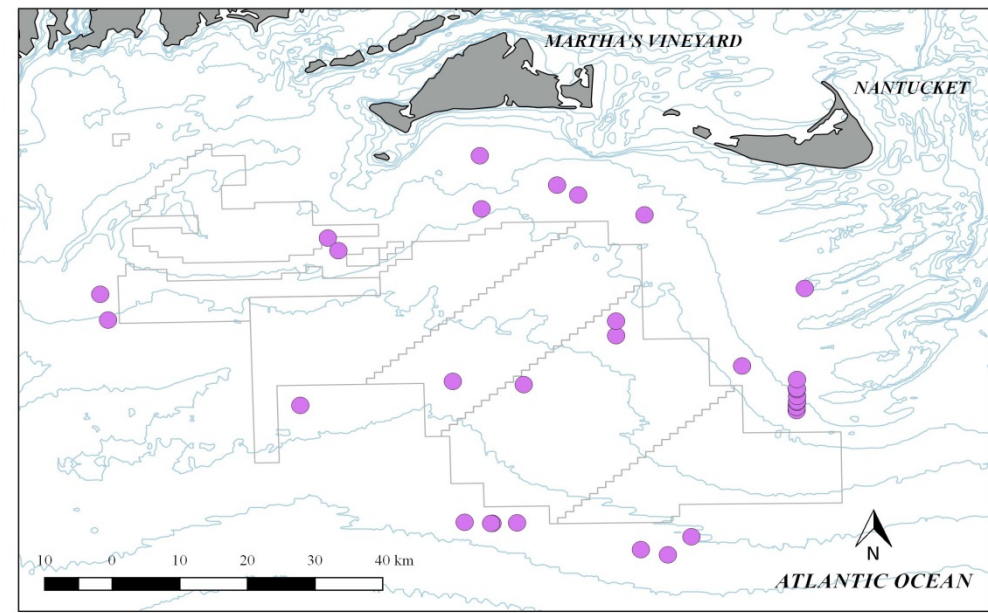 MARTHA'S VINEYARD
NANTUCKET
N
10 0 10 20 30 40 km
ATLANTIC OCEAN